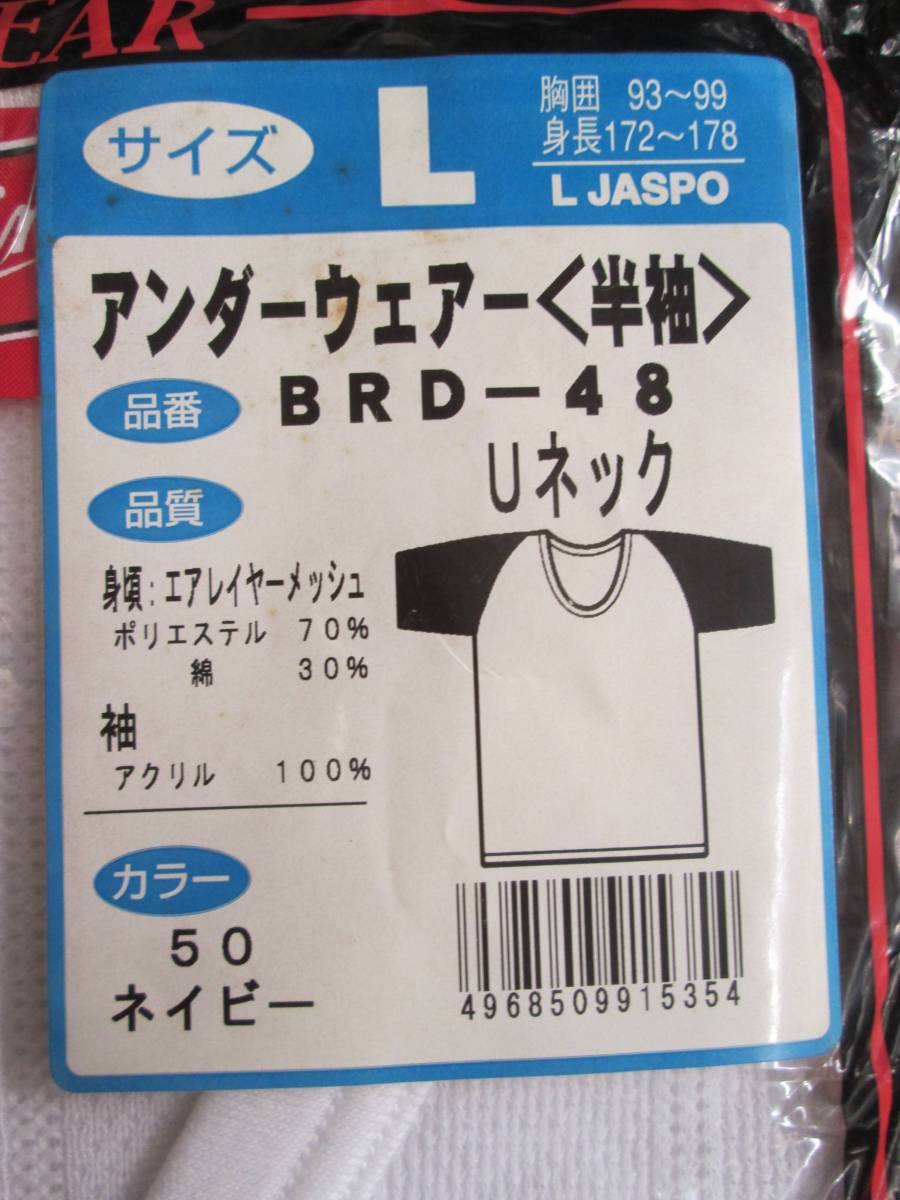 EAR
サイズ
L
胸囲 93～99
身長172～178
L JASPO
アンダーウェアー〈半袖〉
品番
BRD－48
Uネック
品質
身頃：エアレイヤーメッシュ
ポリエステル 70%
綿 30%
袖
アクリル 100%
カラー
50
ネイビー
4968509915354